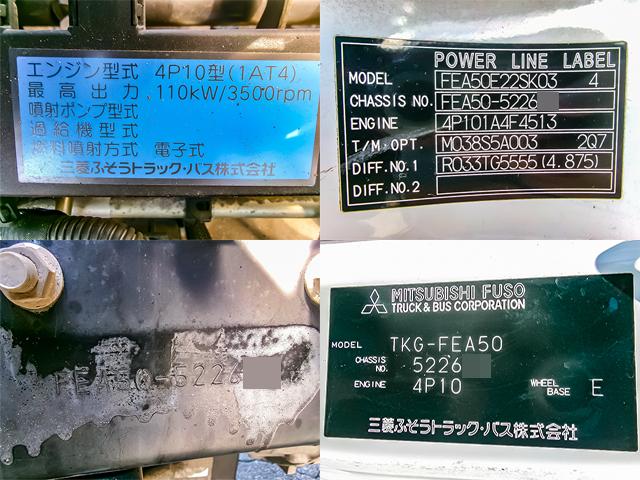 エンジン型式 4P10型(1AT4)
最高出力 110kW/3500rpm
噴射ポンプ型式
過給機型式
燃料噴射方式 電子式
三菱ふそうトラック・バス株式会社
POWER LINE LABEL
MODEL FEA50E22SK03 4
CHASSIS NO. FEA50-5226
ENGINE 4P101A4F4513
T/M:OPT. M038S5A003 2Q7
DIFF.NO.1 R033TG5555(4.875)
DIFF.NO.2
FEA50-5226
MITSUBISHI FUSO
TRUCK & BUS CORPORATION
MODEL TKG-FEA50
CHASSIS NO. 5226
ENGINE 4P10 WHEEL BASE E
三菱ふそうトラック・バス株式会社